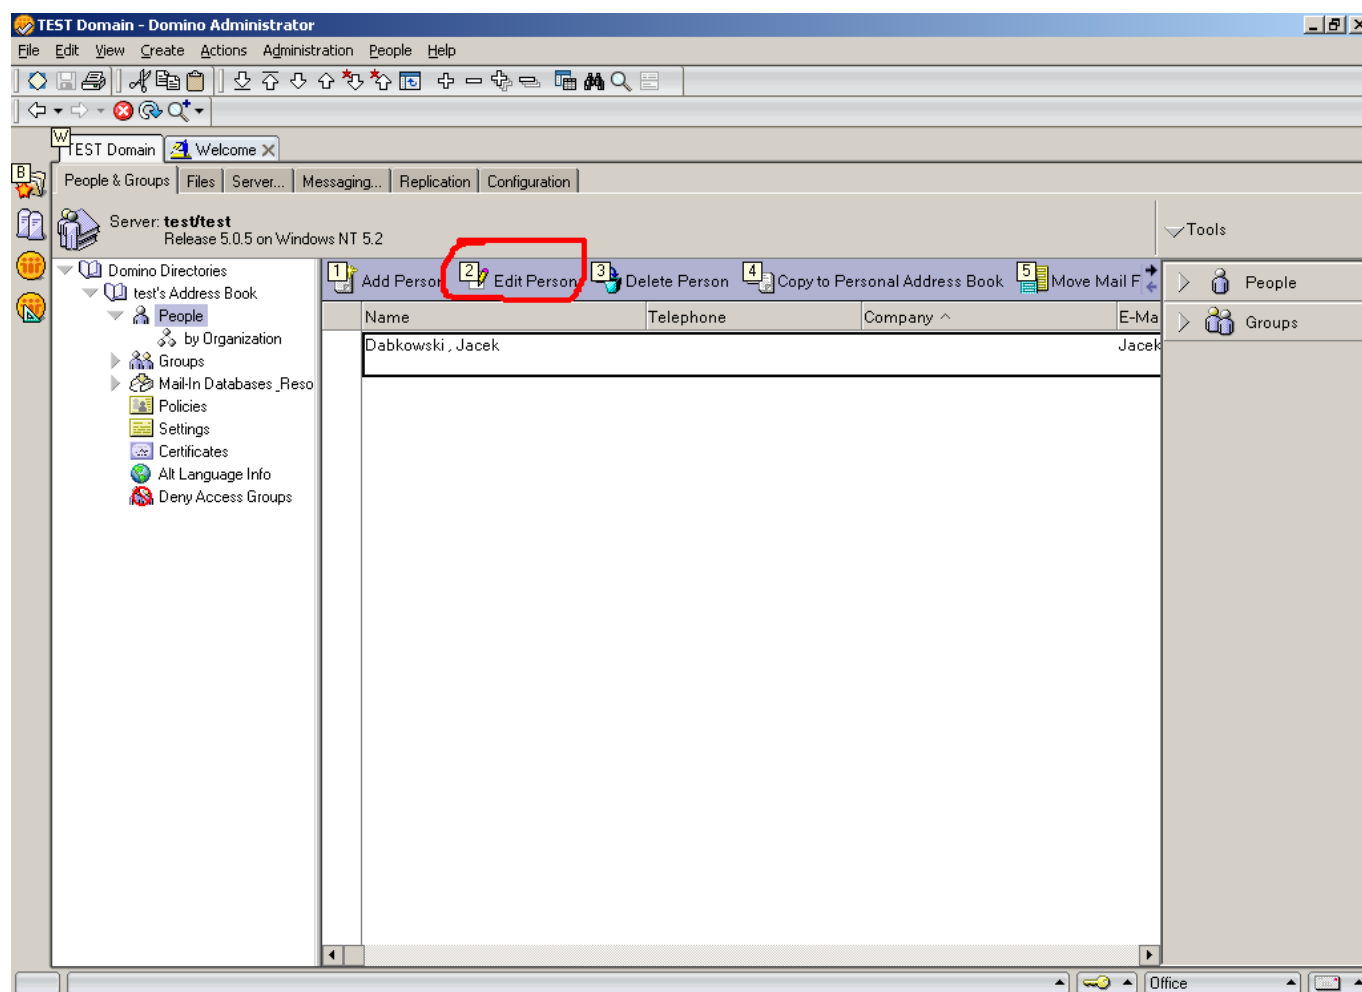 TEST Domain - Domino Administrator
File Edit View Create Actions Administration People Help
W
TEST Domain Welcome
B
People & Groups Files Server... Messaging... Replication Configuration
Server: test/test
Release 5.0.5 on Windows NT 5.2
Tools
Domino Directories
test's Address Book
People
by Organization
Groups
Mail-In Databases _Reso
Policies
Settings
Certificates
Alt Language Info
Deny Access Groups
1 Add Person 2 Edit Person 3 Delete Person 4 Copy to Personal Address Book 5 Move Mail F
Name Telephone Company E-Ma
Dabkowski , Jacek Jacek
People
Groups
Office